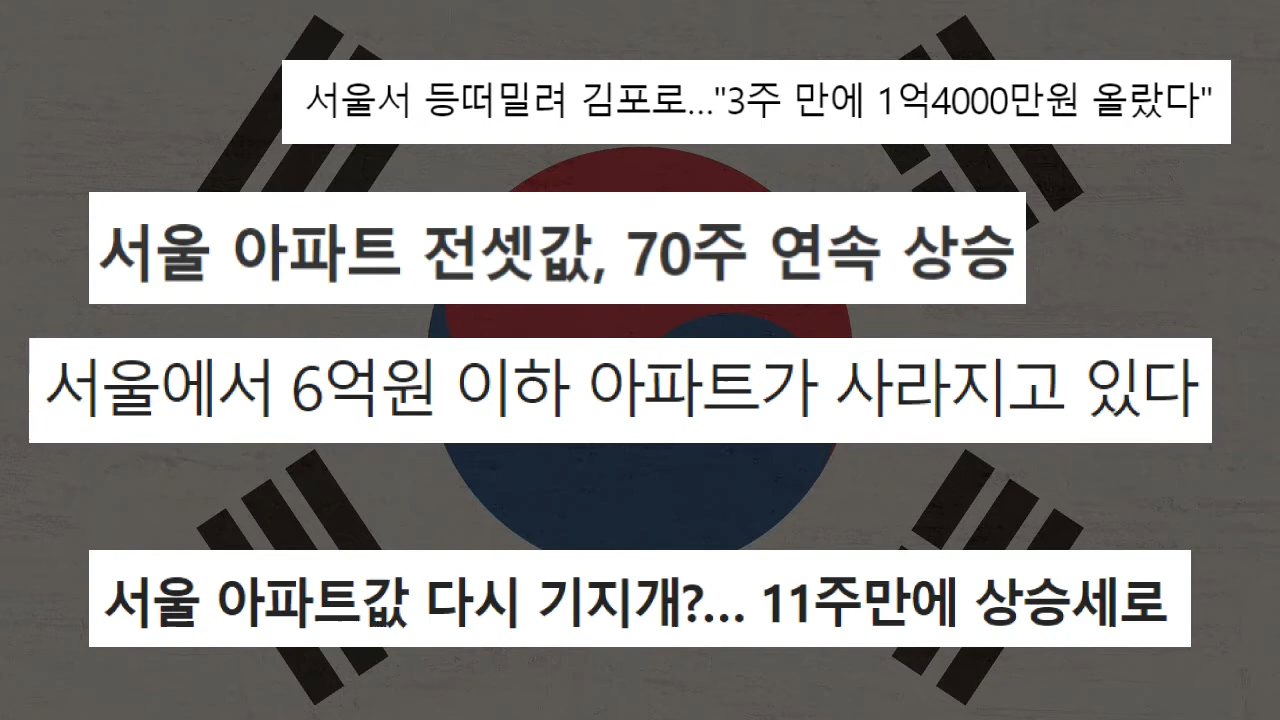 서울서 등떠밀려 김포로..."3주 만에 1억4000만원 올랐다"
서울 아파트 전셋값, 70주 연속 상승
서울에서 6억원 이하 아파트가 사라지고 있다
서울 아파트값 다시 기지개?... 11주만에 상승세로